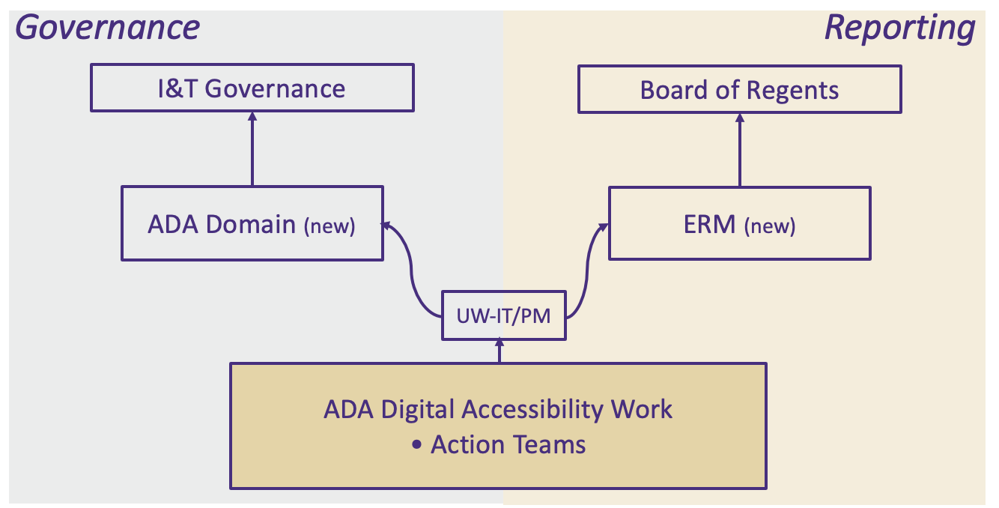 Governance
Reporting
I&T Governance
Board of Regents
ADA Domain (new)
ERM (new)
UW-IT/PM
ADA Digital Accessibility Work
• Action Teams